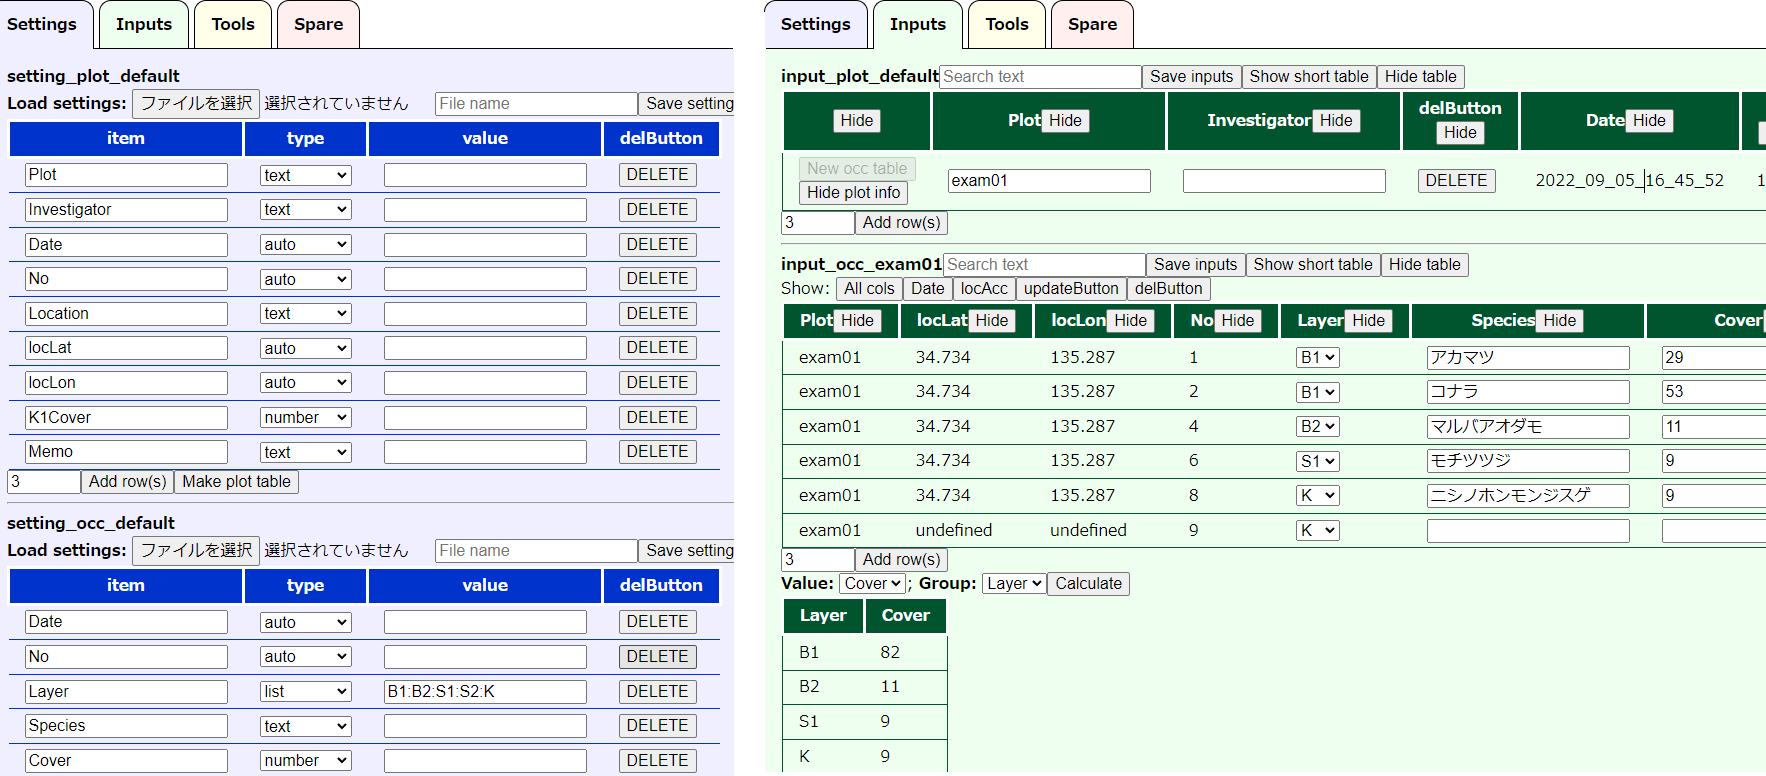 Settings Inputs Tools Spare
setting_plot_default
Load settings: ファイルを選択 選択されていません File name Save setting
item type value delButton
Plot text DELETE
Investigator text DELETE
Date auto DELETE
No auto DELETE
Location text DELETE
locLat auto DELETE
locLon auto DELETE
K1Cover number DELETE
Memo text DELETE
3 Add row(s) Make plot table
setting_occ_default
Load settings: ファイルを選択 選択されていません File name Save setting
item type value delButton
Date auto DELETE
No auto DELETE
Layer list B1:B2:S1:S2:K DELETE
Species text DELETE
Cover number DELETE
Settings Inputs Tools Spare
input_plot_default Search text Save inputs Show short table Hide table
Hide Plot Hide Investigator Hide delButton Hide Date Hide
New occ table
Hide plot info exam01 DELETE 2022_09_05_16_45_52 1
3 Add row(s)
input_occ_exam01 Search text Save inputs Show short table Hide table
Show: All cols Date locAcc updateButton delButton
Plot Hide locLat Hide locLon Hide No Hide Layer Hide Species Hide Cover
exam01 34.734 135.287 1 B1 アカマツ 29
exam01 34.734 135.287 2 B1 コナラ 53
exam01 34.734 135.287 4 B2 マルバアオダモ 11
exam01 34.734 135.287 6 S1 モチツツジ 9
exam01 34.734 135.287 8 K ニシノホンモンジスゲ 9
exam01 undefined undefined 9 K
3 Add row(s)
Value: Cover ; Group: Layer Calculate
Layer Cover
B1 82
B2 11
S1 9
K 9